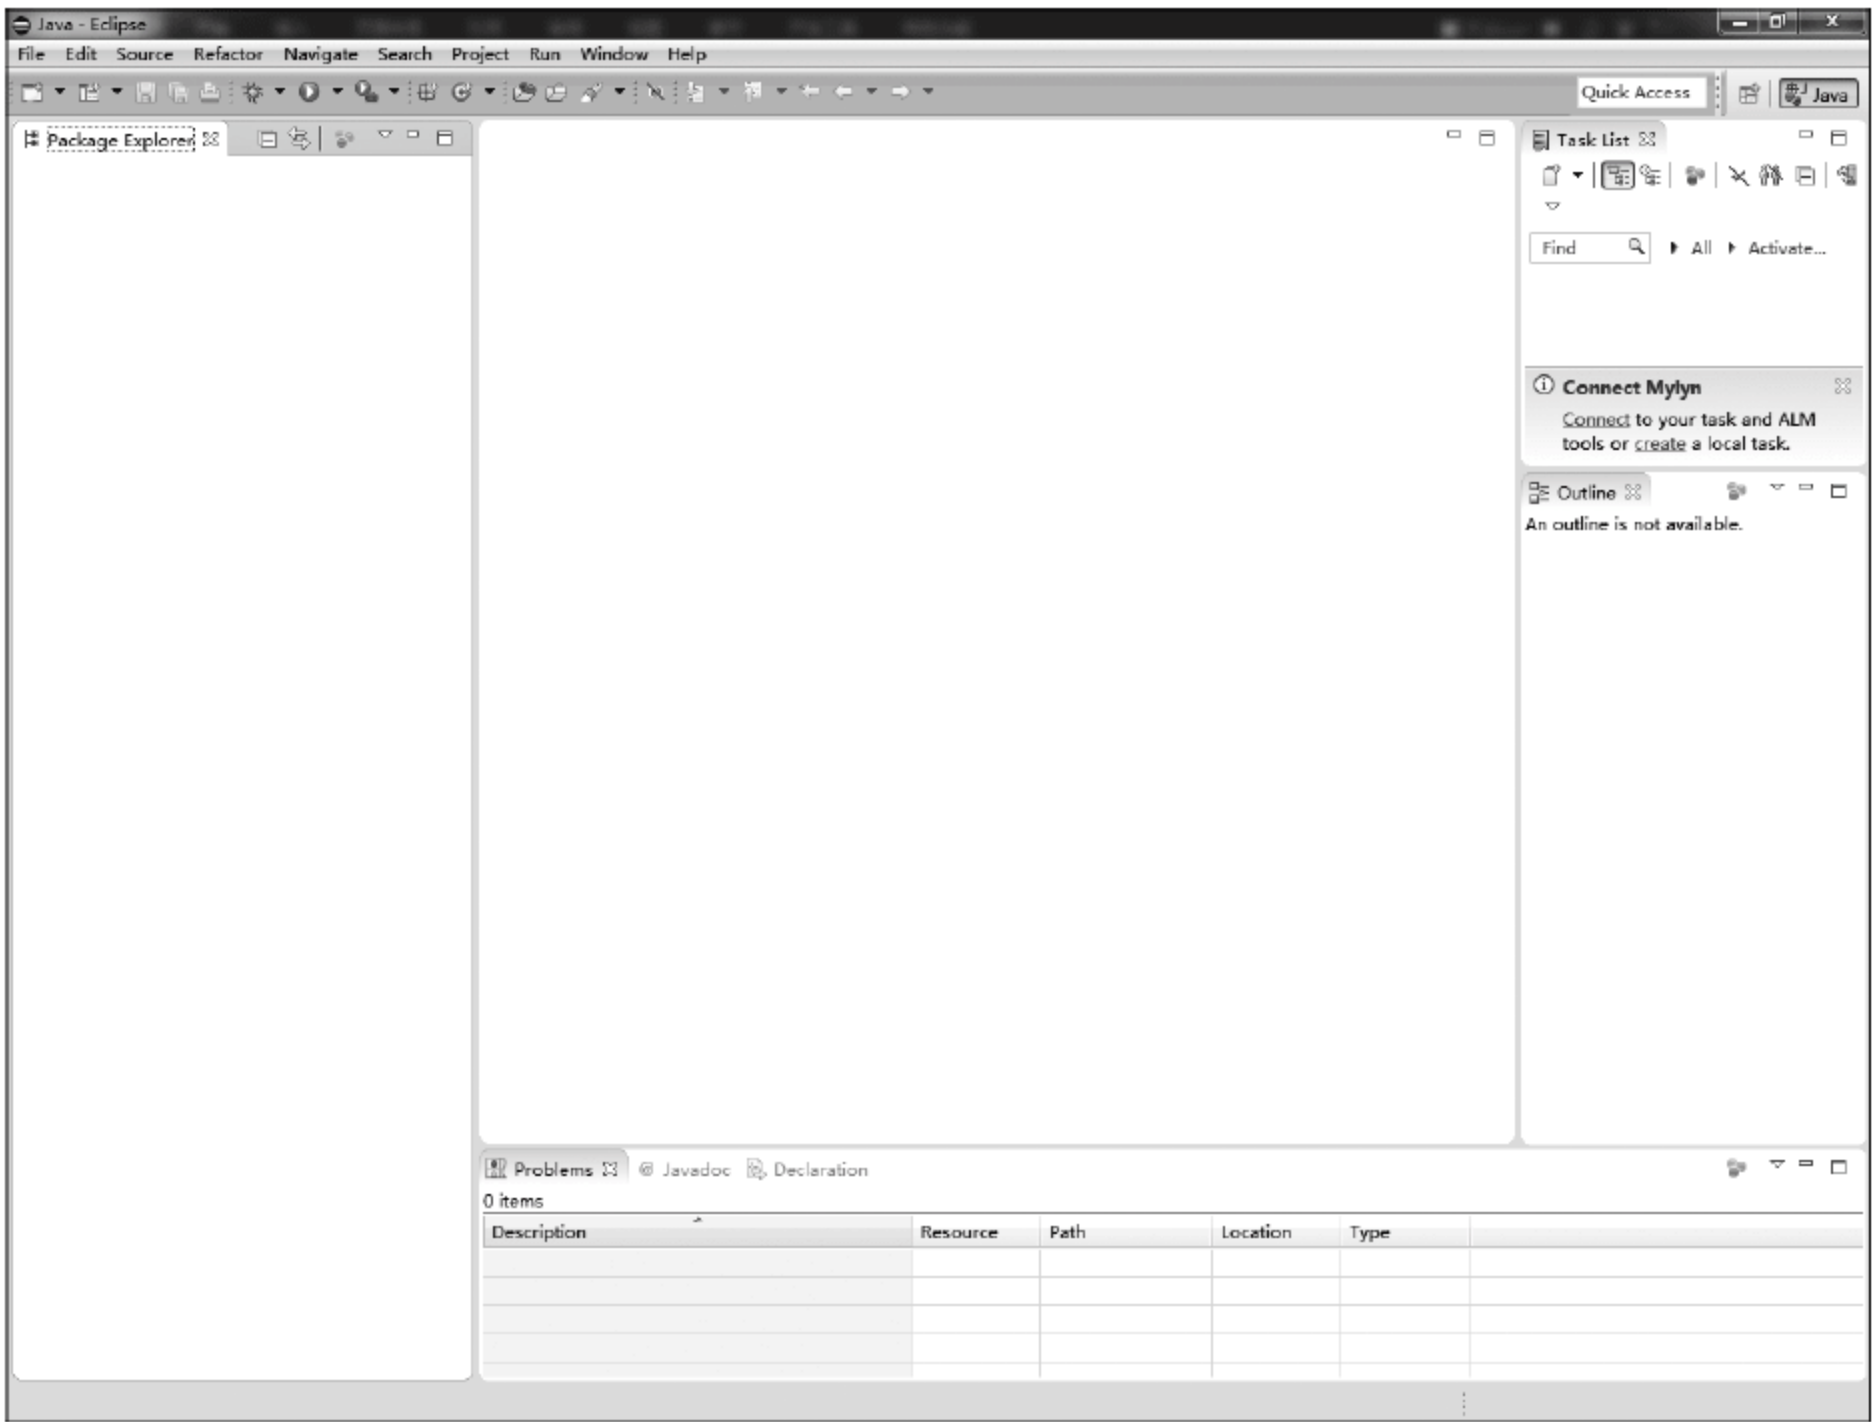 Java - Eclipse
File Edit Source Refactor Navigate Search Project Run Window Help
Quick Access
Java
Package Explorer
Task List
Find
All
Activate...
Connect Mylyn
Connect to your task and ALM
tools or create a local task.
Outline
An outline is not available.
Problems
@ Javadoc
Declaration
0 items
Description Resource Path Location Type